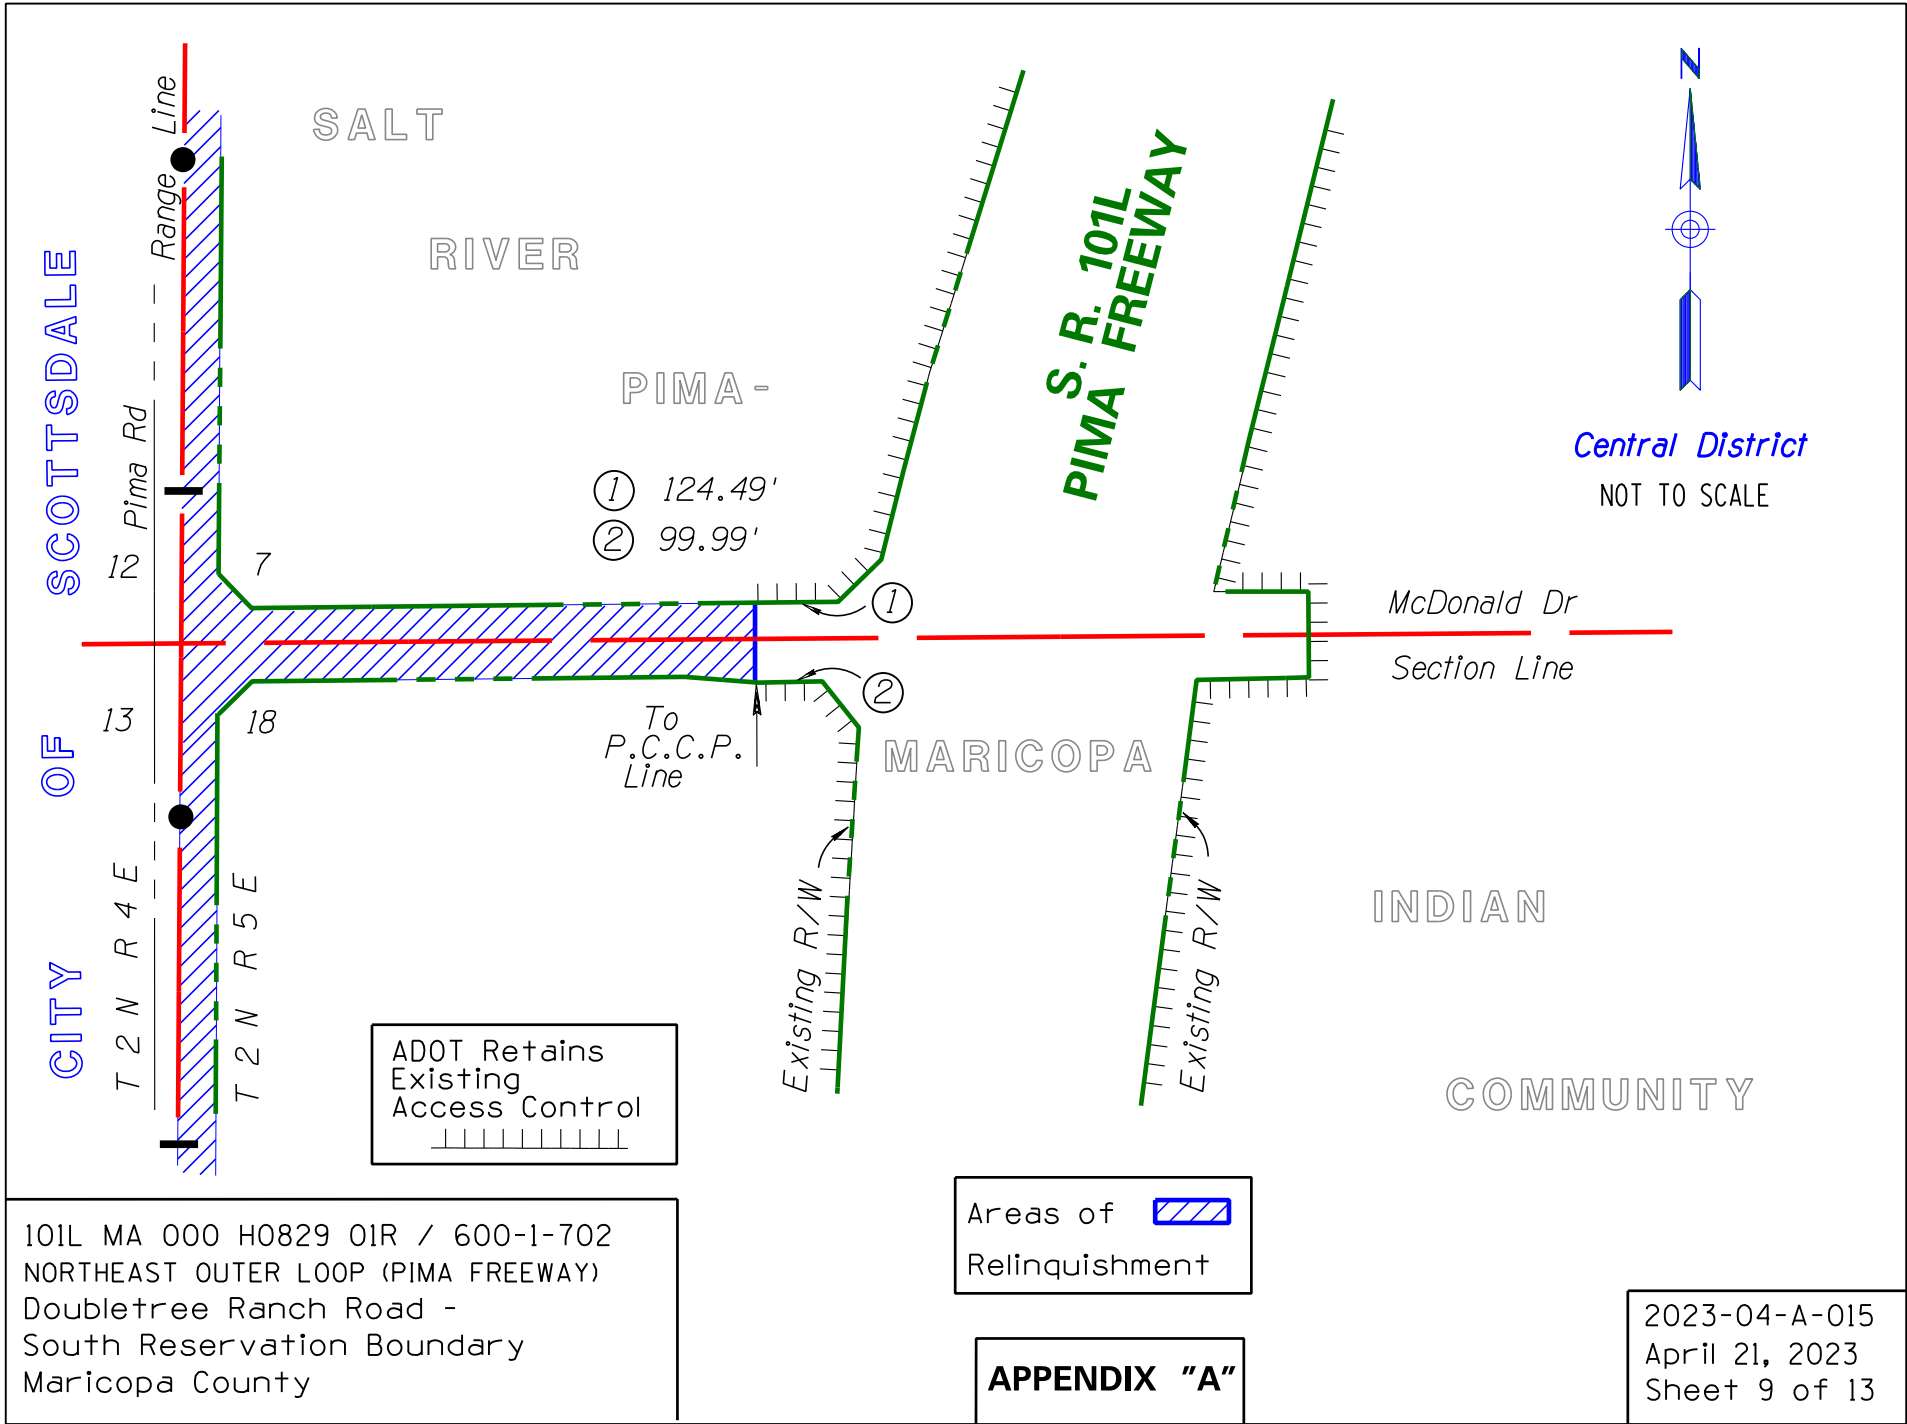 SALT
RIVER
PIMA-
MARICOPA
INDIAN
COMMUNITY
CITY OF SCOTTSDALE
Range Line
Pima Rd
S. R. 101L
PIMA FREEWAY
N
Central District
NOT TO SCALE
1 124.49'
2 99.99'
12
7
13
18
1
2
McDonald Dr
Section Line
To
P.C.C.P.
Line
T 2 N R 4 E
T 2 N R 5 E
Existing R/W
Existing R/W
ADOT Retains
Existing
Access Control
Areas of
Relinquishment
101L MA 000 H0829 01R / 600-1-702
NORTHEAST OUTER LOOP (PIMA FREEWAY)
Doubletree Ranch Road -
South Reservation Boundary
Maricopa County
APPENDIX "A"
2023-04-A-015
April 21, 2023
Sheet 9 of 13